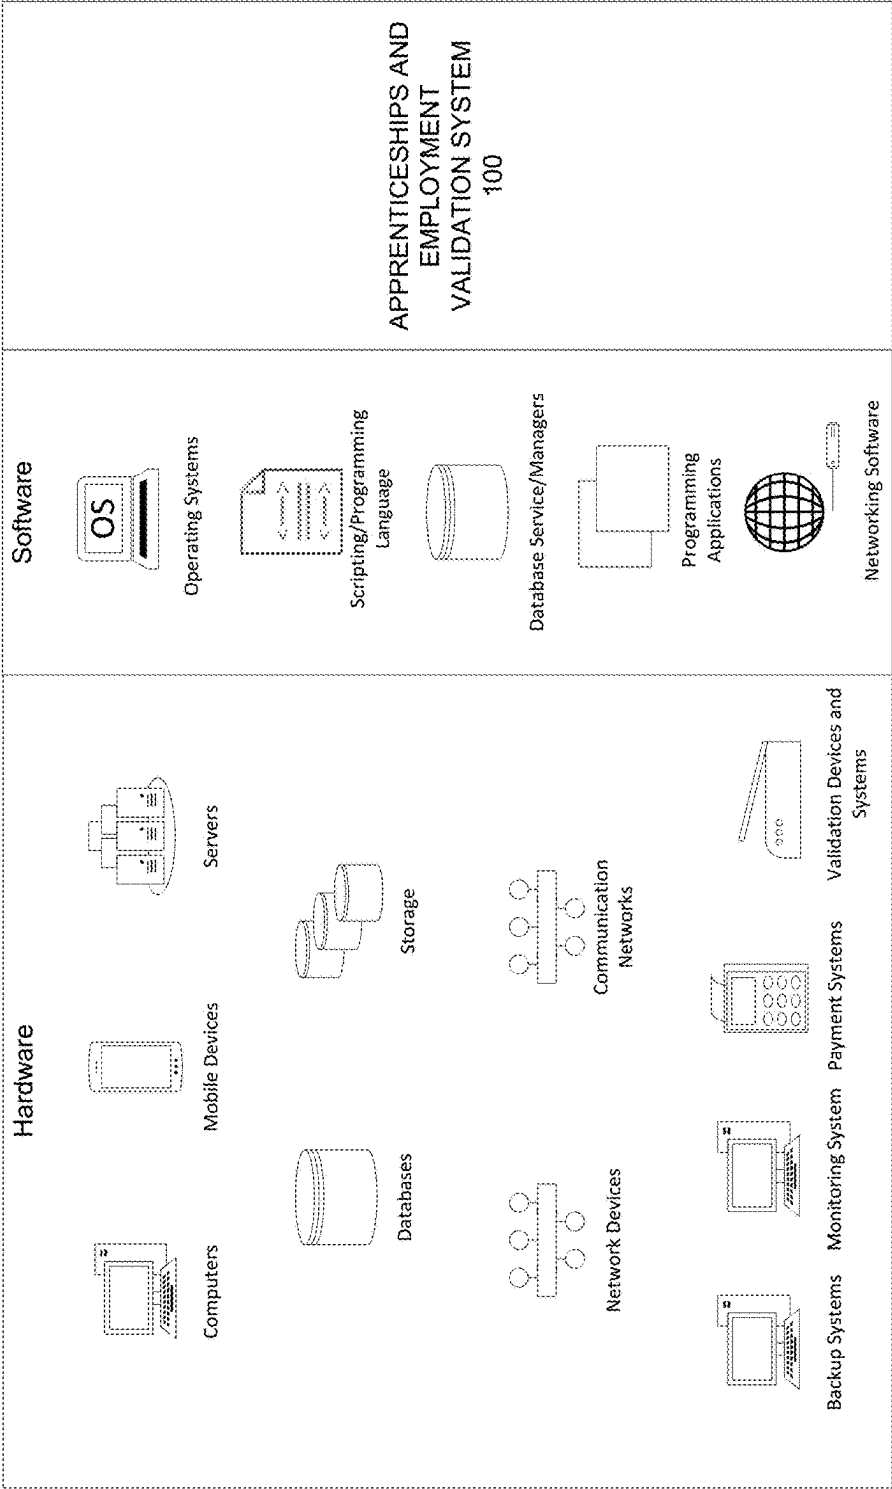 Hardware
Computers
Mobile Devices
Servers
Databases
Storage
Network Devices
Communication
Networks
Backup Systems
Monitoring System
Payment Systems
Validation Devices and
Systems
Software
OS
Operating Systems
Scripting/Programming
Language
Database Service/Managers
Programming
Applications
Networking Software
APPRENTICESHIPS AND
EMPLOYMENT
VALIDATION SYSTEM
100